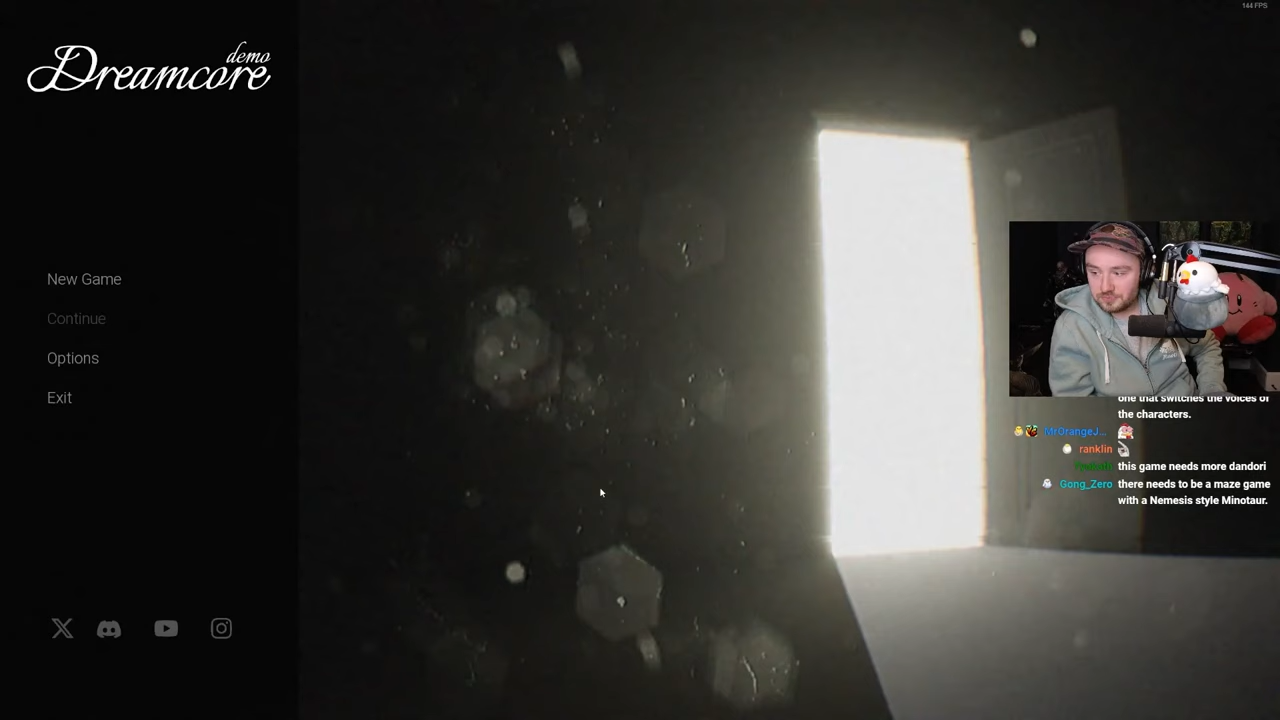 144 FPS
demo
Dreamcore
New Game
Continue
Options
Exit
one that switches the voices of
the characters.
MrOrangeJ...
ranklin
this game needs more dandori
Gong_Zero there needs to be a maze game
with a Nemesis style Minotaur.